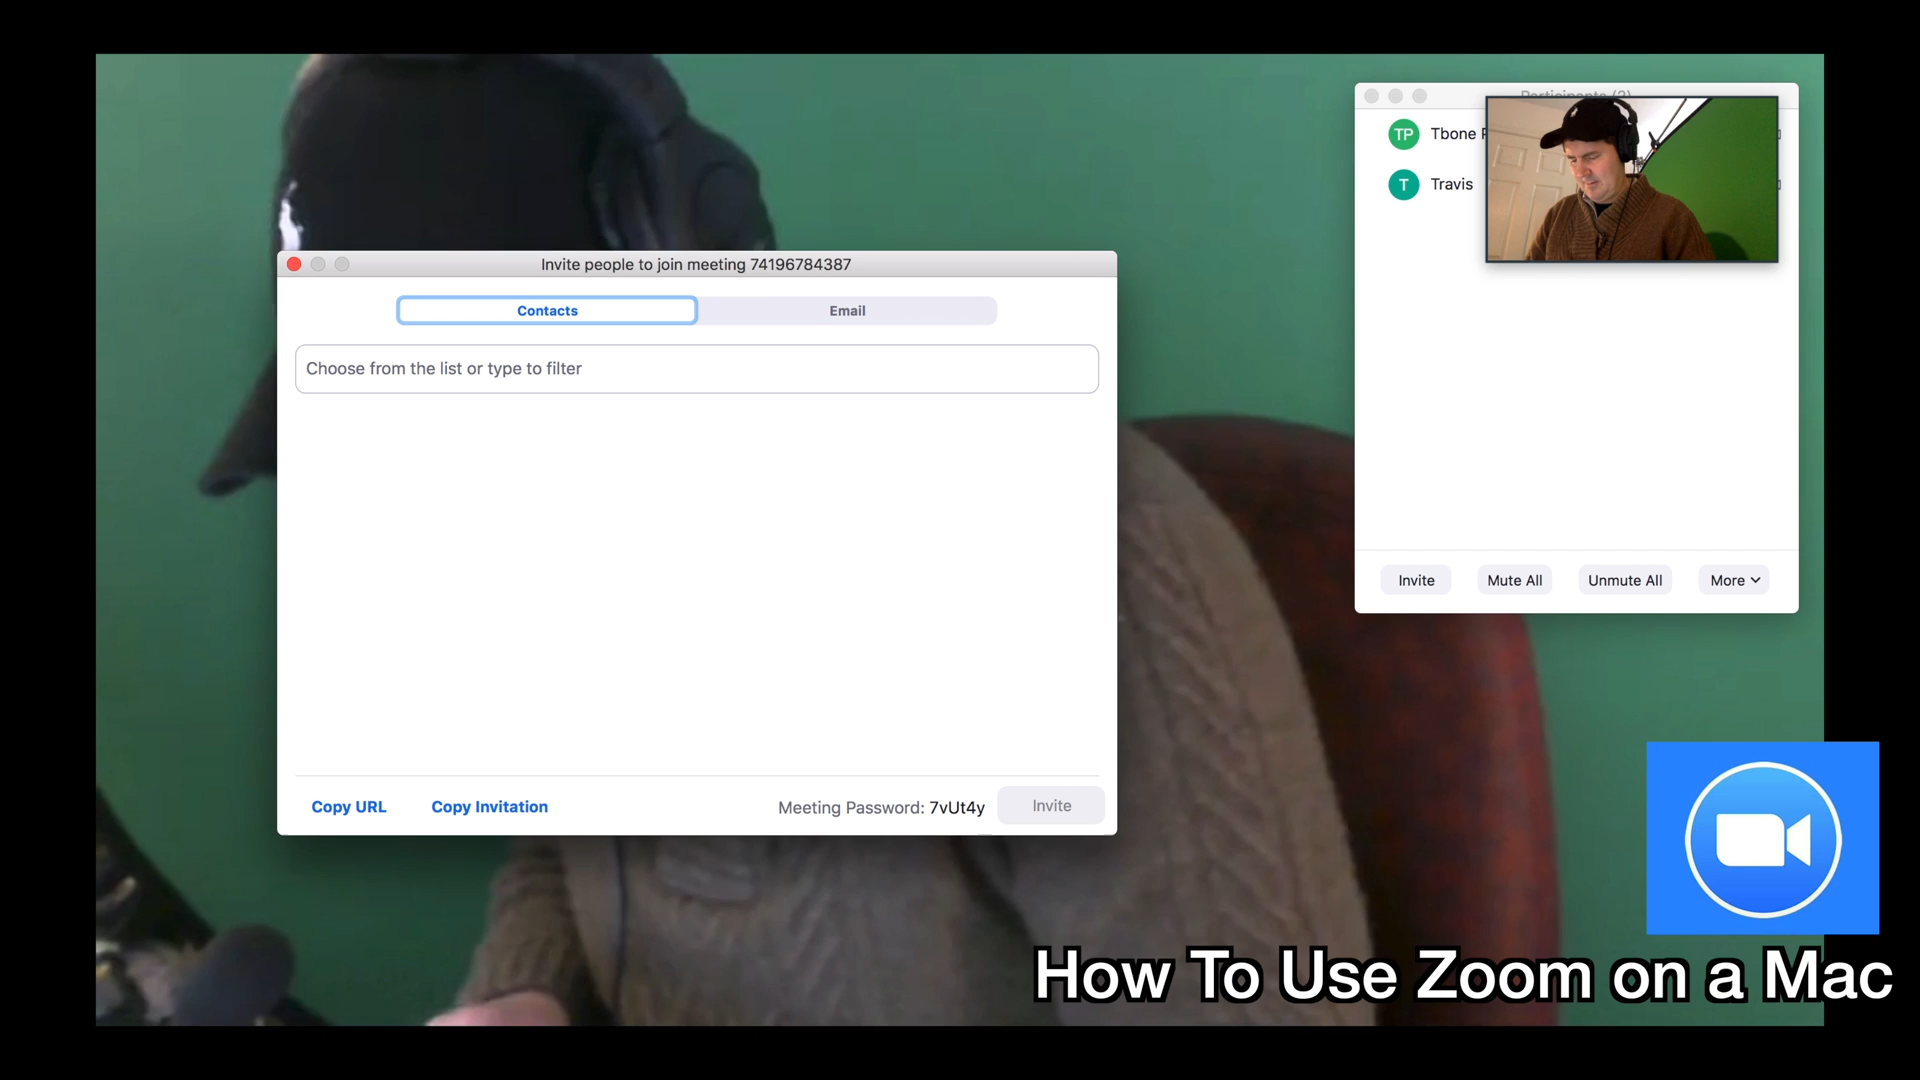 Invite people to join meeting 74196784387
Contacts
Email
Choose from the list or type to filter
Copy URL
Copy Invitation
Meeting Password: 7vUt4y
Invite
TP
Tbone
T
Travis
Invite
Mute All
Unmute All
More
How To Use Zoom on a Mac